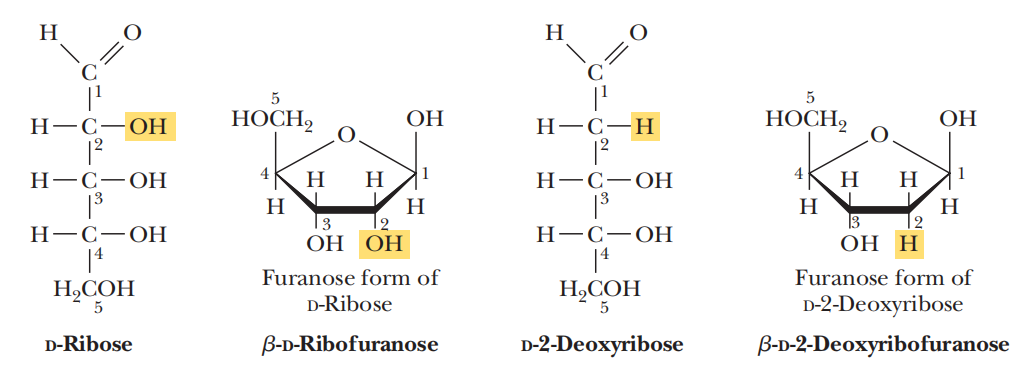 H O H O
C C
1 1
5 5
HOCH2 O OH HOCH2 O OH
H C OH H C H
2 2
4 H H 1 4 H H 1
H C OH H C OH
3 3
H H H H
3 2 3 2
H C OH OH OH H C OH OH H
4 4
Furanose form of Furanose form of
H2COH D-Ribose H2COH D-2-Deoxyribose
5 5
D-Ribose β-D-Ribofuranose D-2-Deoxyribose β-D-2-Deoxyribofuranose